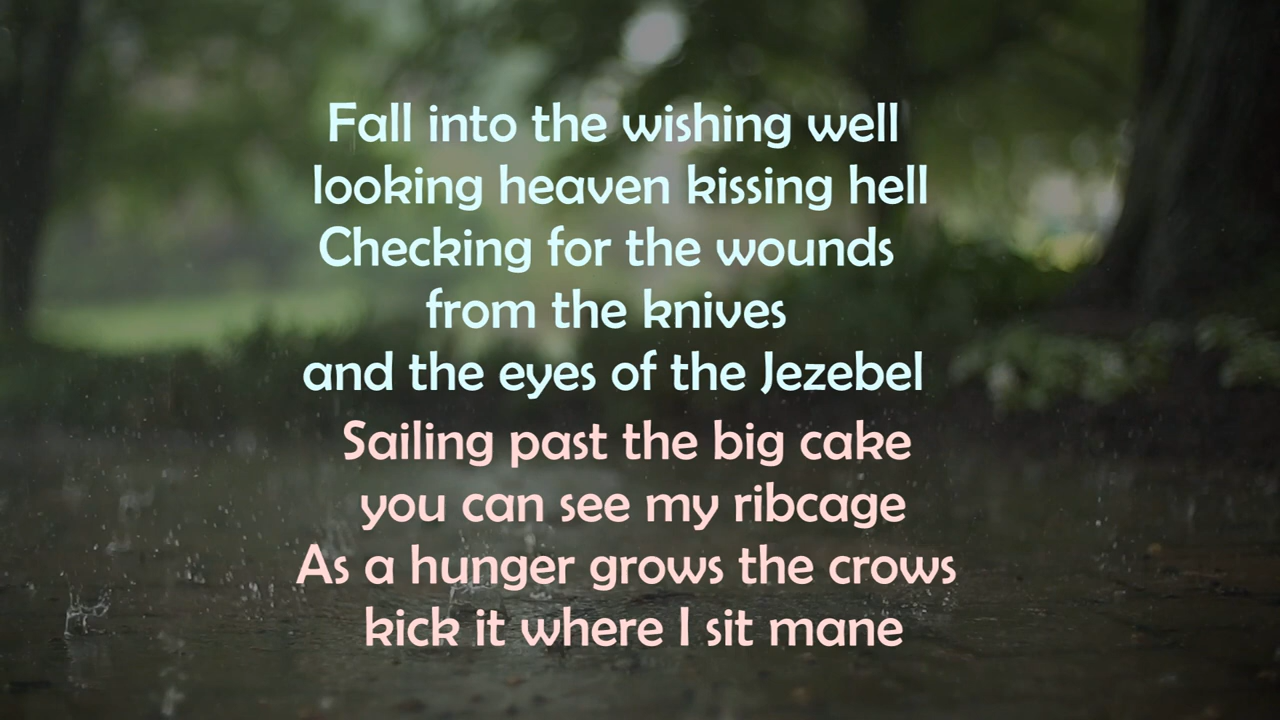 Fall into the wishing well
looking heaven kissing hell
Checking for the wounds
from the knives
and the eyes of the Jezebel
Sailing past the big cake
you can see my ribcage
As a hunger grows the crows
kick it where I sit mane